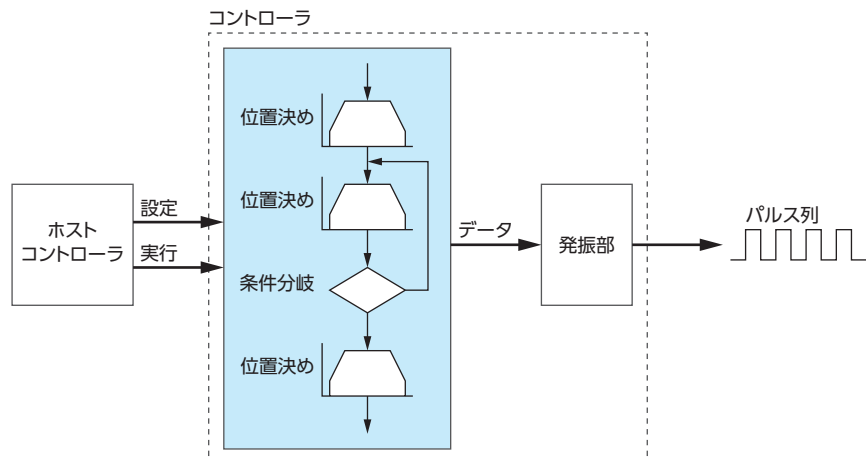 コントローラ
位置決め
位置決め
条件分岐
位置決め
ホスト
コントローラ
設定
実行
データ
発振部
パルス列